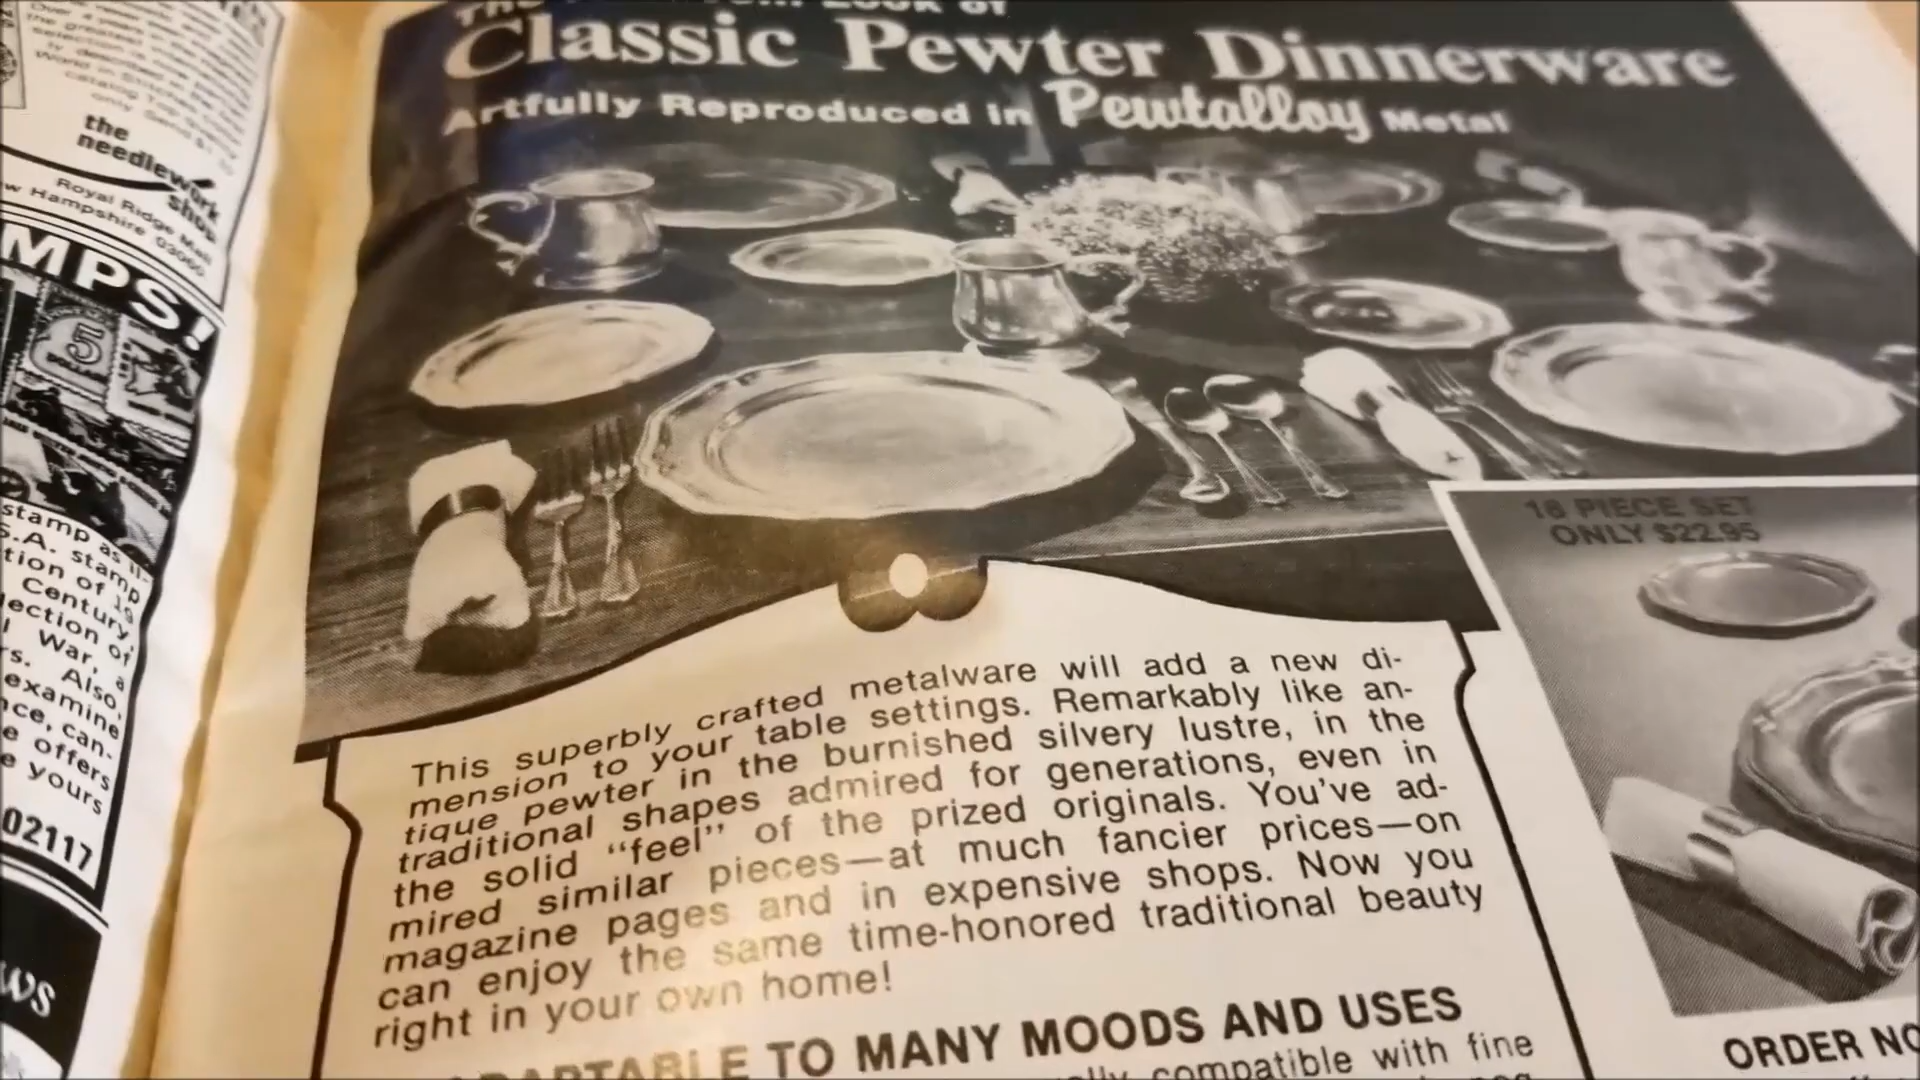 the
needlework
shop
Royal Ridge Mall
Hampshire 03060
MPS!
5
stamp as il-
S.A. stamp
tion of 19
Century,
lection of
l War, a
rs. Also,
examine
nce, can-
e offers
e yours
02117
ws
The
Look of
Classic Pewter Dinnerware
Artfully Reproduced in Pewtalloy Metal
This superbly crafted metalware will add a new di-
mension to your table settings. Remarkably like an-
tique pewter in the burnished silvery lustre, in the
traditional shapes admired for generations, even in
the solid “feel” of the prized originals. You’ve ad-
mired similar pieces—at much fancier prices—on
magazine pages and in expensive shops. Now you
can enjoy the same time-honored traditional beauty
right in your own home!
ADAPTABLE TO MANY MOODS AND USES
compatible with fine
18 PIECE SET
ONLY $22.95
ORDER NO